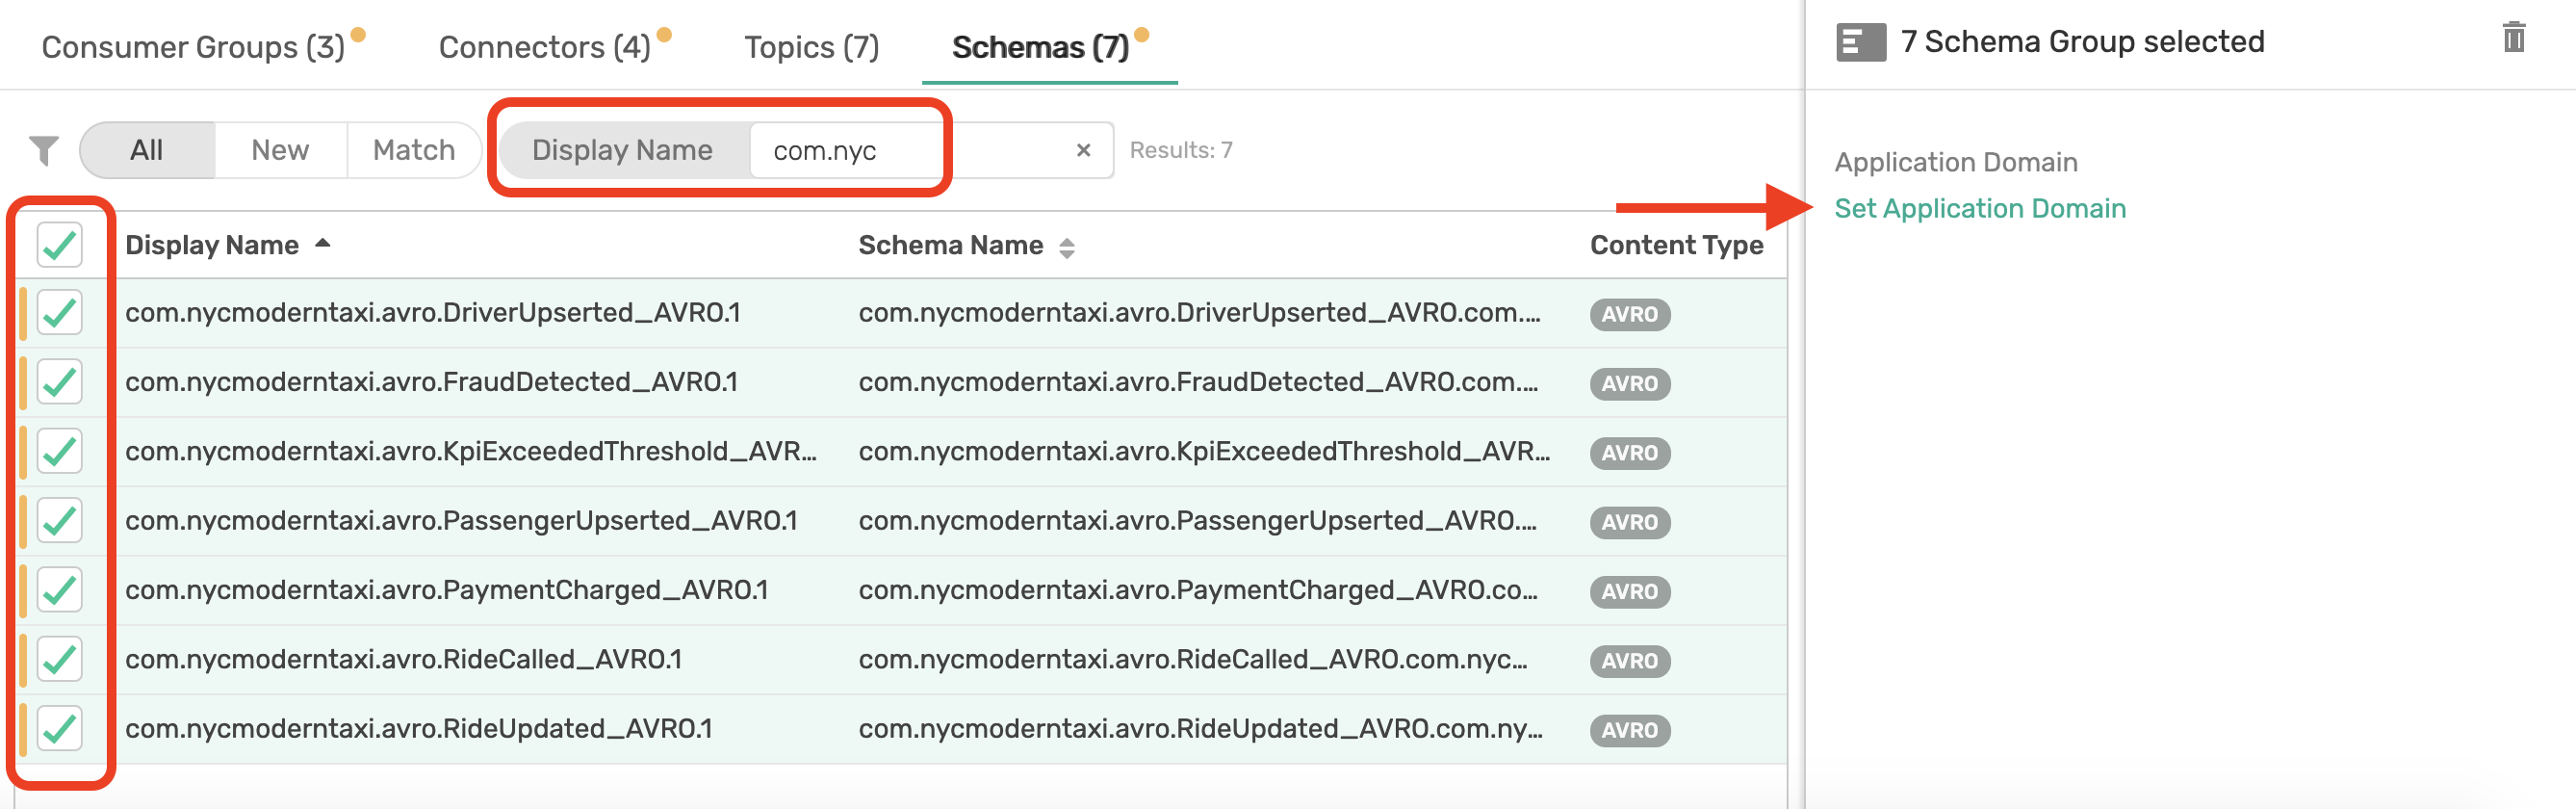 Consumer Groups (3) Connectors (4) Topics (7) Schemas (7)
7 Schema Group selected
All New Match Display Name com.nyc × Results: 7
Application Domain
Set Application Domain
Display Name Schema Name Content Type
com.nycmoderntaxi.avro.DriverUpserted_AVRO.1 com.nycmoderntaxi.avro.DriverUpserted_AVRO.com.... AVRO
com.nycmoderntaxi.avro.FraudDetected_AVRO.1 com.nycmoderntaxi.avro.FraudDetected_AVRO.com.... AVRO
com.nycmoderntaxi.avro.KpiExceededThreshold_AVR... com.nycmoderntaxi.avro.KpiExceededThreshold_AVR... AVRO
com.nycmoderntaxi.avro.PassengerUpserted_AVRO.1 com.nycmoderntaxi.avro.PassengerUpserted_AVRO.... AVRO
com.nycmoderntaxi.avro.PaymentCharged_AVRO.1 com.nycmoderntaxi.avro.PaymentCharged_AVRO.co... AVRO
com.nycmoderntaxi.avro.RideCalled_AVRO.1 com.nycmoderntaxi.avro.RideCalled_AVRO.com.nyc... AVRO
com.nycmoderntaxi.avro.RideUpdated_AVRO.1 com.nycmoderntaxi.avro.RideUpdated_AVRO.com.ny... AVRO